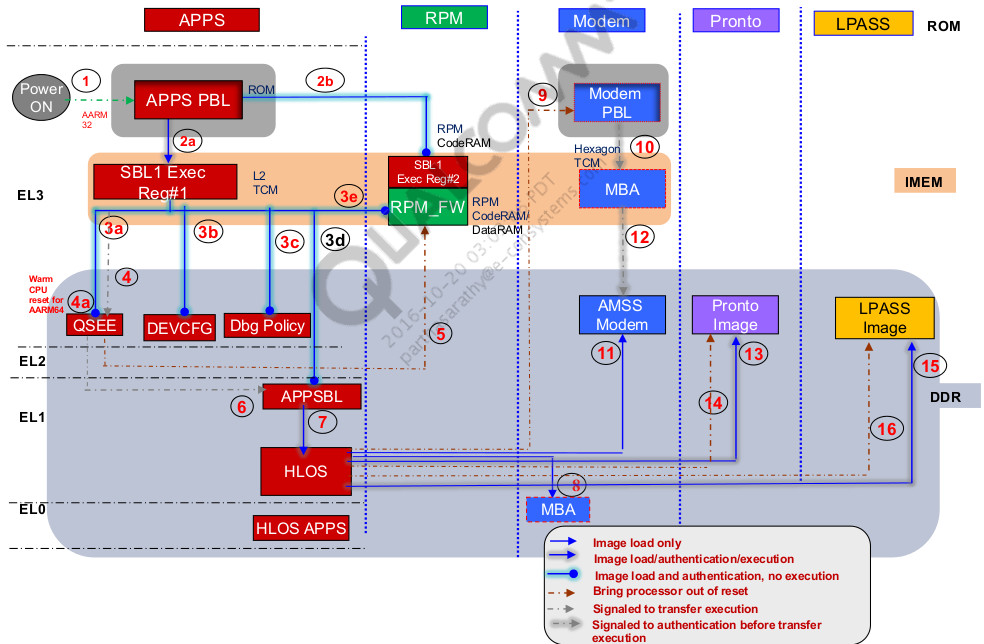 APPS
RPM
Modem
Pronto
LPASS
ROM
Power
ON
1
AARM
32
APPS PBL
ROM
2b
2a
RPM
CodeRAM
9
Modem
PBL
10
Hexagon
TCM
EL3
SBL1 Exec
Reg#1
L2
TCM
SBL1
Exec Reg#2
RPM_FW
3e
RPM
CodeRAM/
DataRAM
MBA
IMEM
3a
3b
3c
3d
12
4
Warm
CPU
reset for
AARM64
4a
QSEE
DEVCFG
Dbg Policy
5
AMSS
Modem
Pronto
Image
LPASS
Image
EL2
11
13
15
EL1
6
APPSBL
7
14
16
DDR
HLOS
8
EL0
MBA
HLOS APPS
QUALCOMM
2016-10-20 03:0
PDT
parthasarathy@e-consystems.com
Image load only
Image load/authentication/execution
Image load and authentication, no execution
Bring processor out of reset
Signaled to transfer execution
Signaled to authentication before transfer
execution